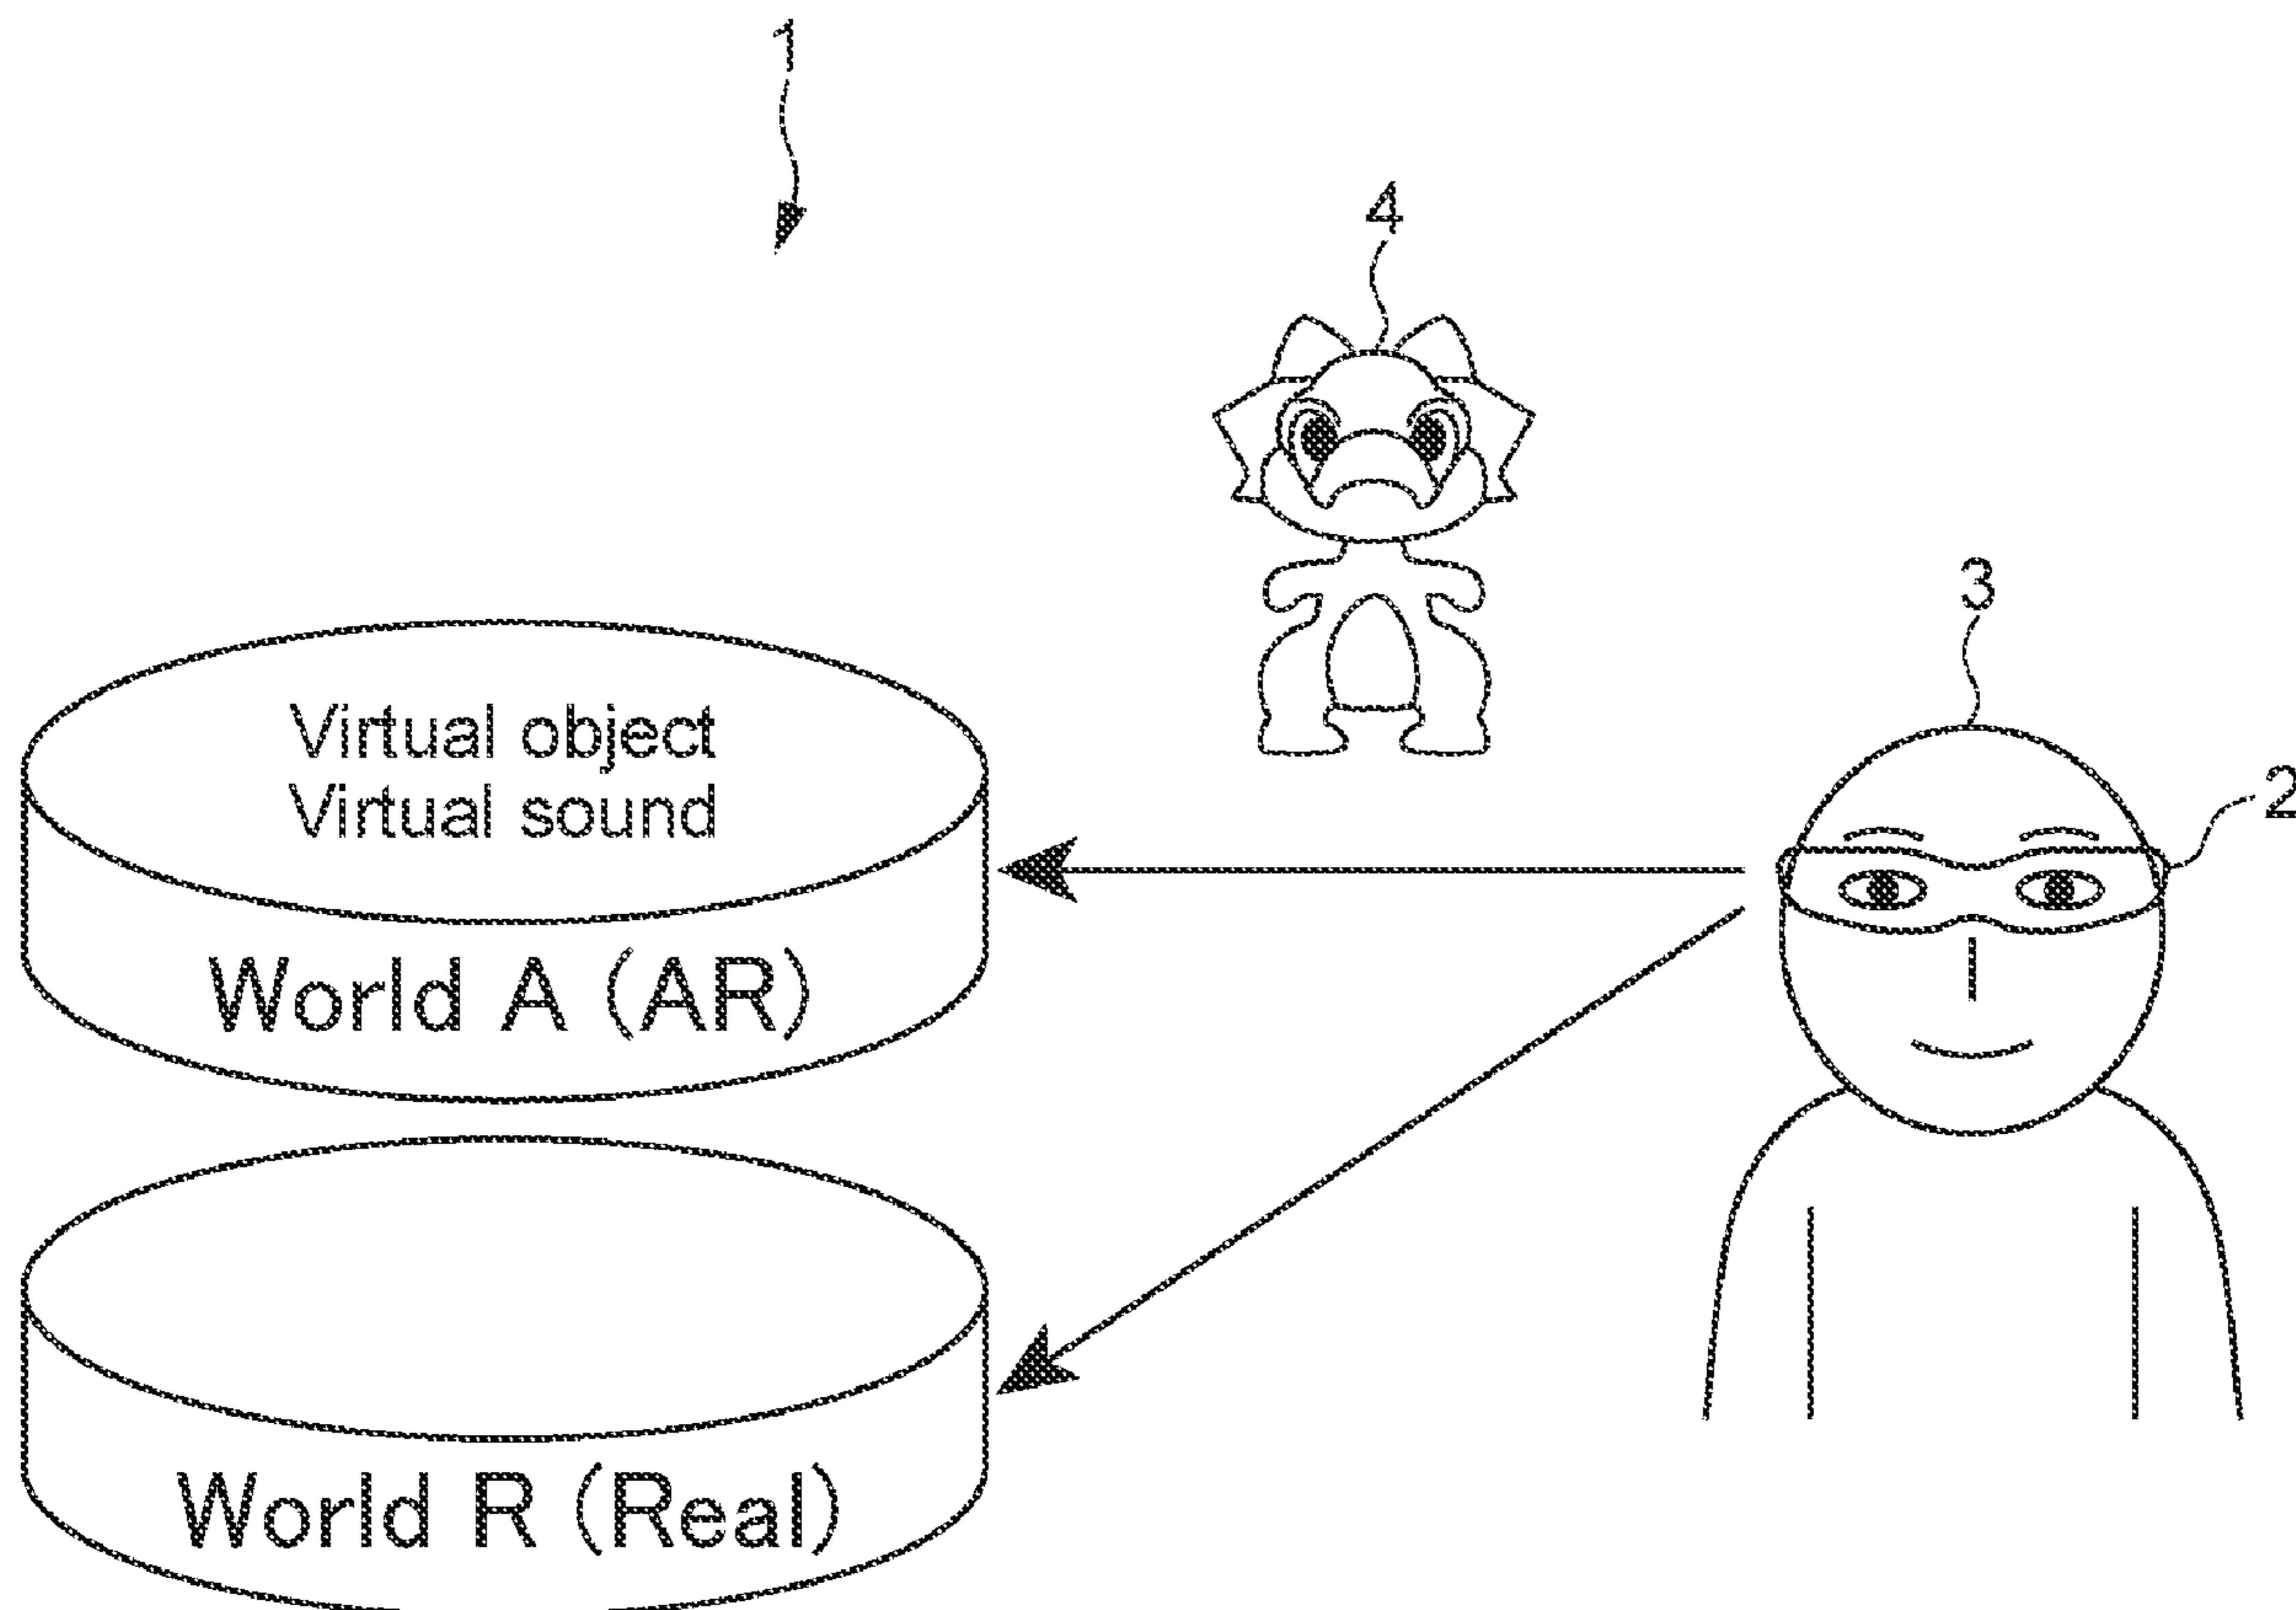 1
4
3
2
Virtual object
Virtual sound
World A (AR)
World R (Real)